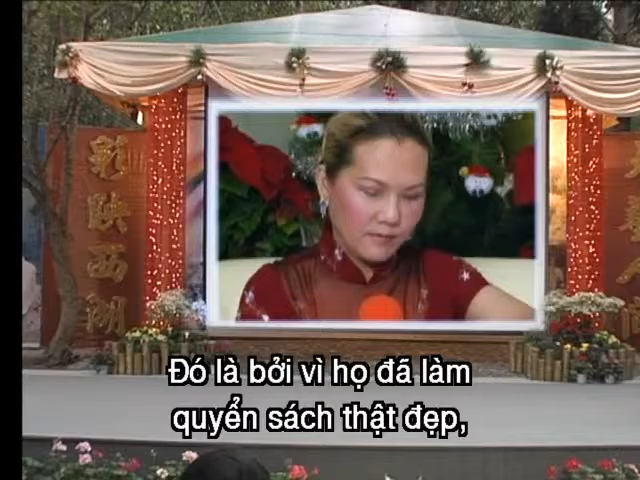 彩映西湖
Đó là bởi vì họ đã làm
quyển sách thật đẹp,